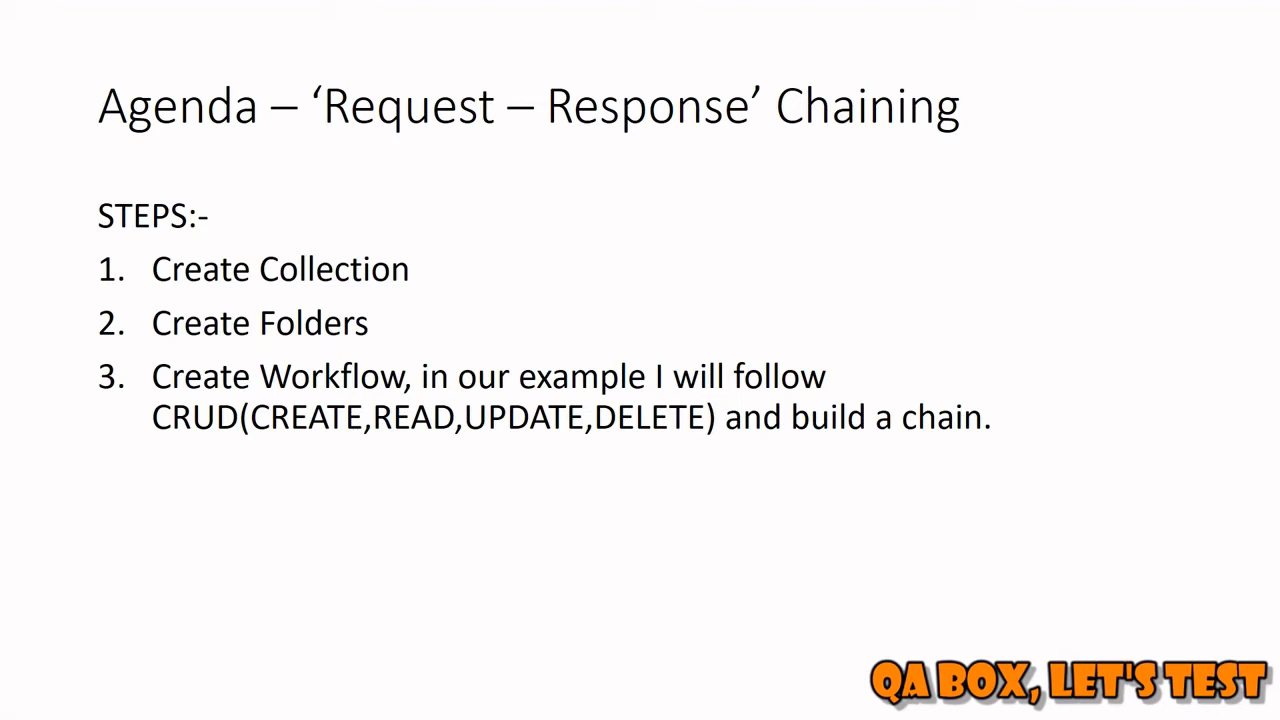 Agenda – ‘Request – Response’ Chaining
STEPS:-
1. Create Collection
2. Create Folders
3. Create Workflow, in our example I will follow
CRUD(CREATE,READ,UPDATE,DELETE) and build a chain.
QA BOX, LET'S TEST